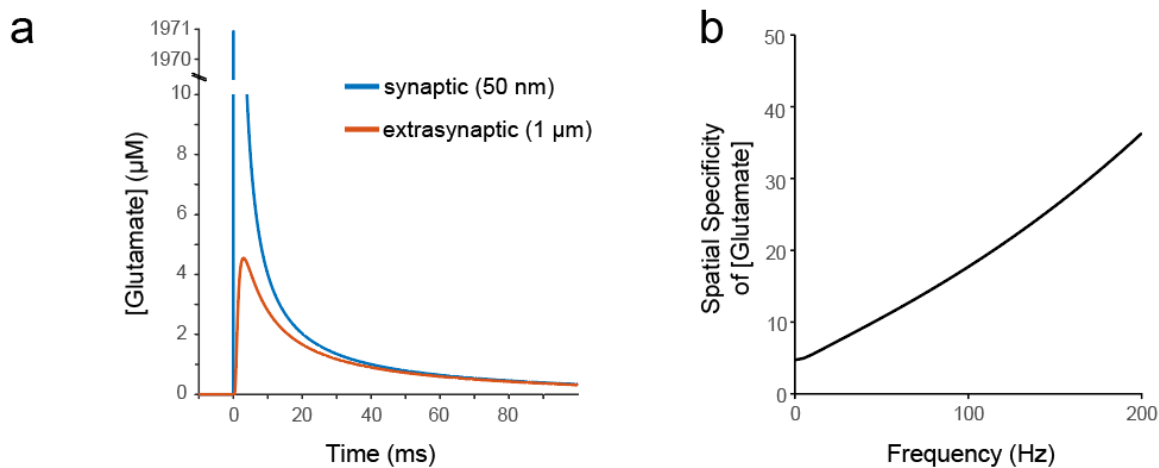 a
1971
1970
10
8
6
4
2
0
[Glutamate] (µM)
synaptic (50 nm)
extrasynaptic (1 µm)
0
20
40
60
80
Time (ms)
b
50
40
30
20
10
0
Spatial Specificity
of [Glutamate]
0
100
200
Frequency (Hz)